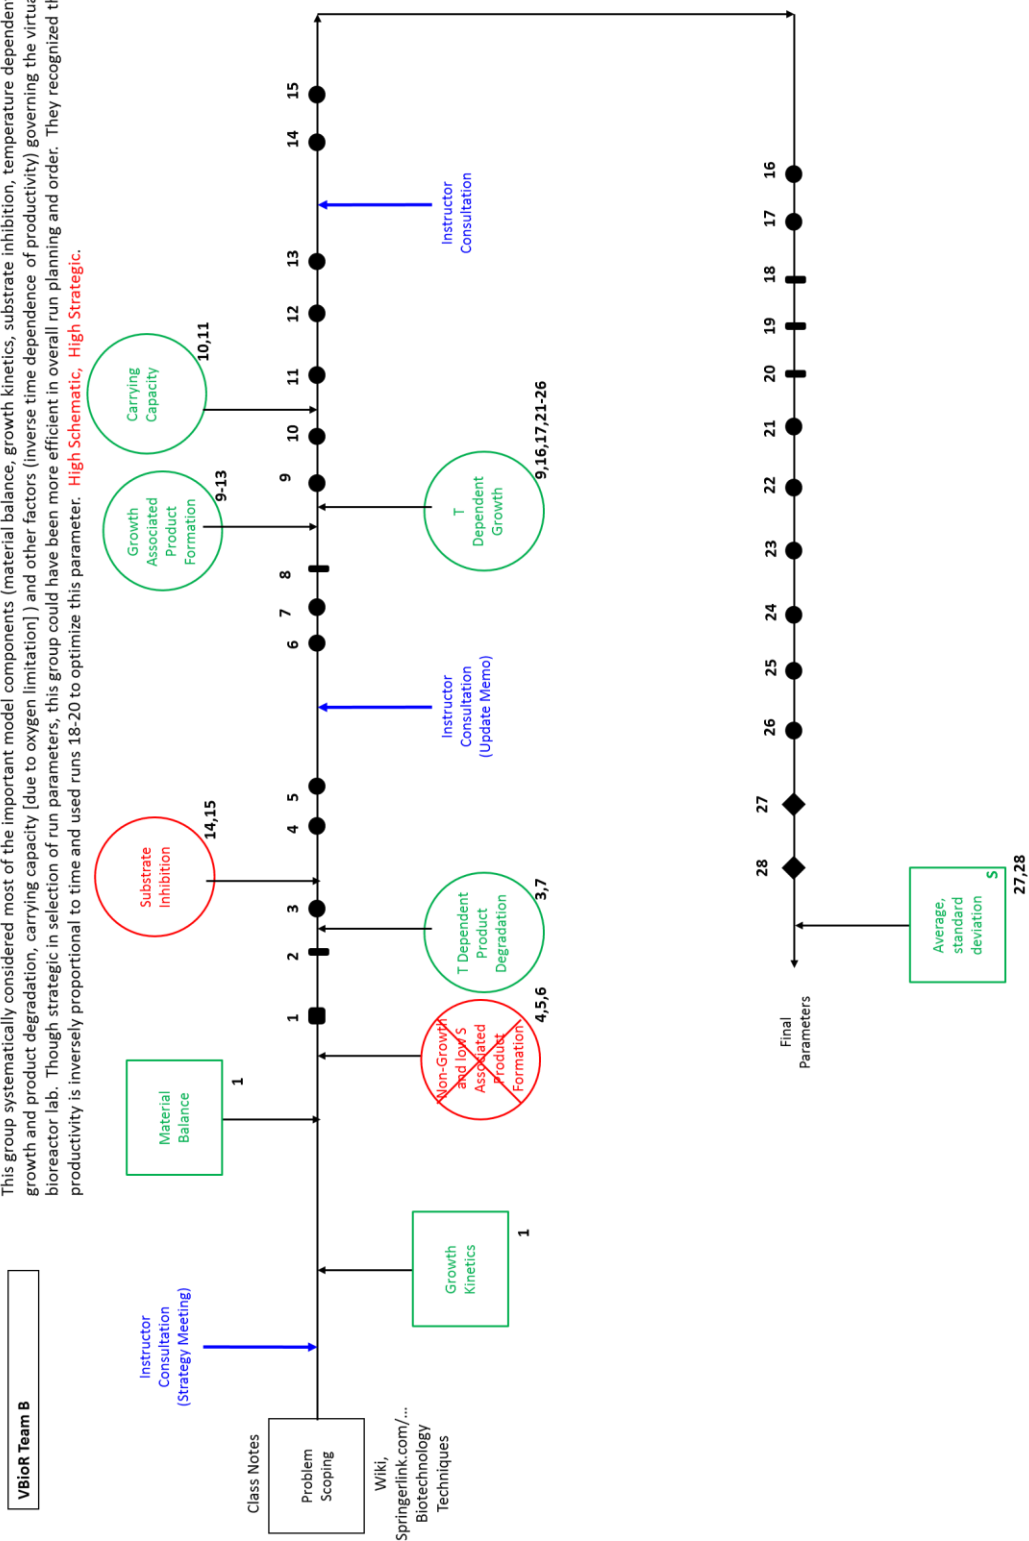 VBioR Team B
This group systematically considered most of the important model components (material balance, growth kinetics, substrate inhibition, temperature dependent
growth and product degradation, carrying capacity [due to oxygen limitation] ) and other factors (inverse time dependence of productivity) governing the virtua
bioreactor lab. Though strategic in selection of run parameters, this group could have been more efficient in overall run planning and order. They recognized th
productivity is inversely proportional to time and used runs 18-20 to optimize this parameter. High Schematic, High Strategic.
Class Notes
Problem
Scoping
Wiki,
Springerlink.com/...
Biotechnology
Techniques
Instructor
Consultation
(Strategy Meeting)
Growth
Kinetics
1
Material
Balance
1
Non-Growth
and low S
Associated
Product
Formation
4,5,6
T Dependent
Product
Degradation
3,7
Substrate
Inhibition
14,15
Instructor
Consultation
(Update Memo)
Growth
Associated
Product
Formation
9-13
T
Dependent
Growth
9,16,17,21-26
Carrying
Capacity
10,11
Instructor
Consultation
1
2
3
4
5
6
7
8
9
10
11
12
13
14
15
16
17
18
19
20
21
22
23
24
25
26
27
28
Final
Parameters
Average,
standard
deviation
S
27,28